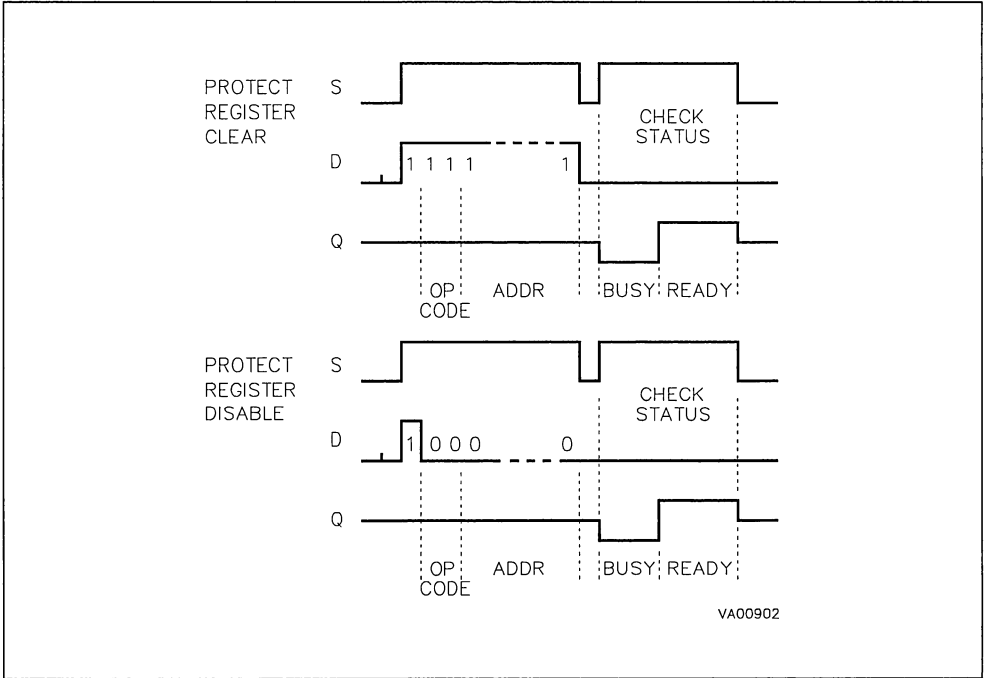 PROTECT
REGISTER
CLEAR
S
CHECK
STATUS
D
1 1 1 1 1
Q
OP
CODE
ADDR
BUSY
READY
PROTECT
REGISTER
DISABLE
S
CHECK
STATUS
D
1 0 0 0 0
Q
OP
CODE
ADDR
BUSY
READY
VA00902